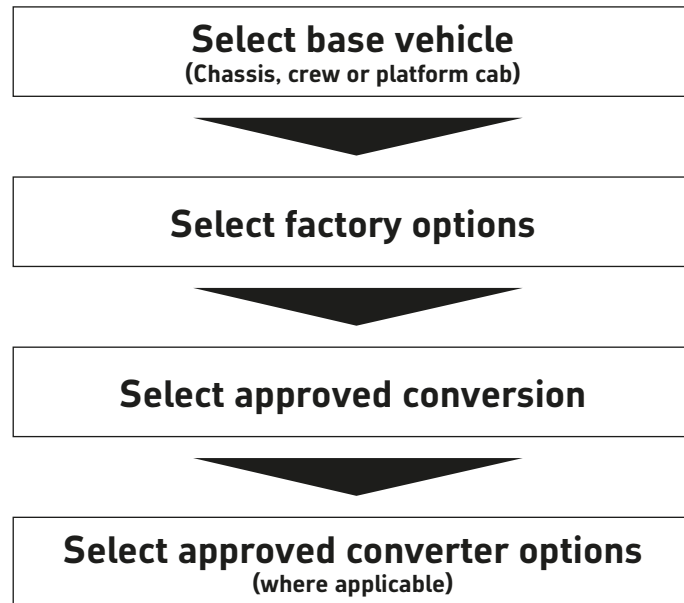 Select base vehicle
(Chassis, crew or platform cab)
Select factory options
Select approved conversion
Select approved converter options
(where applicable)